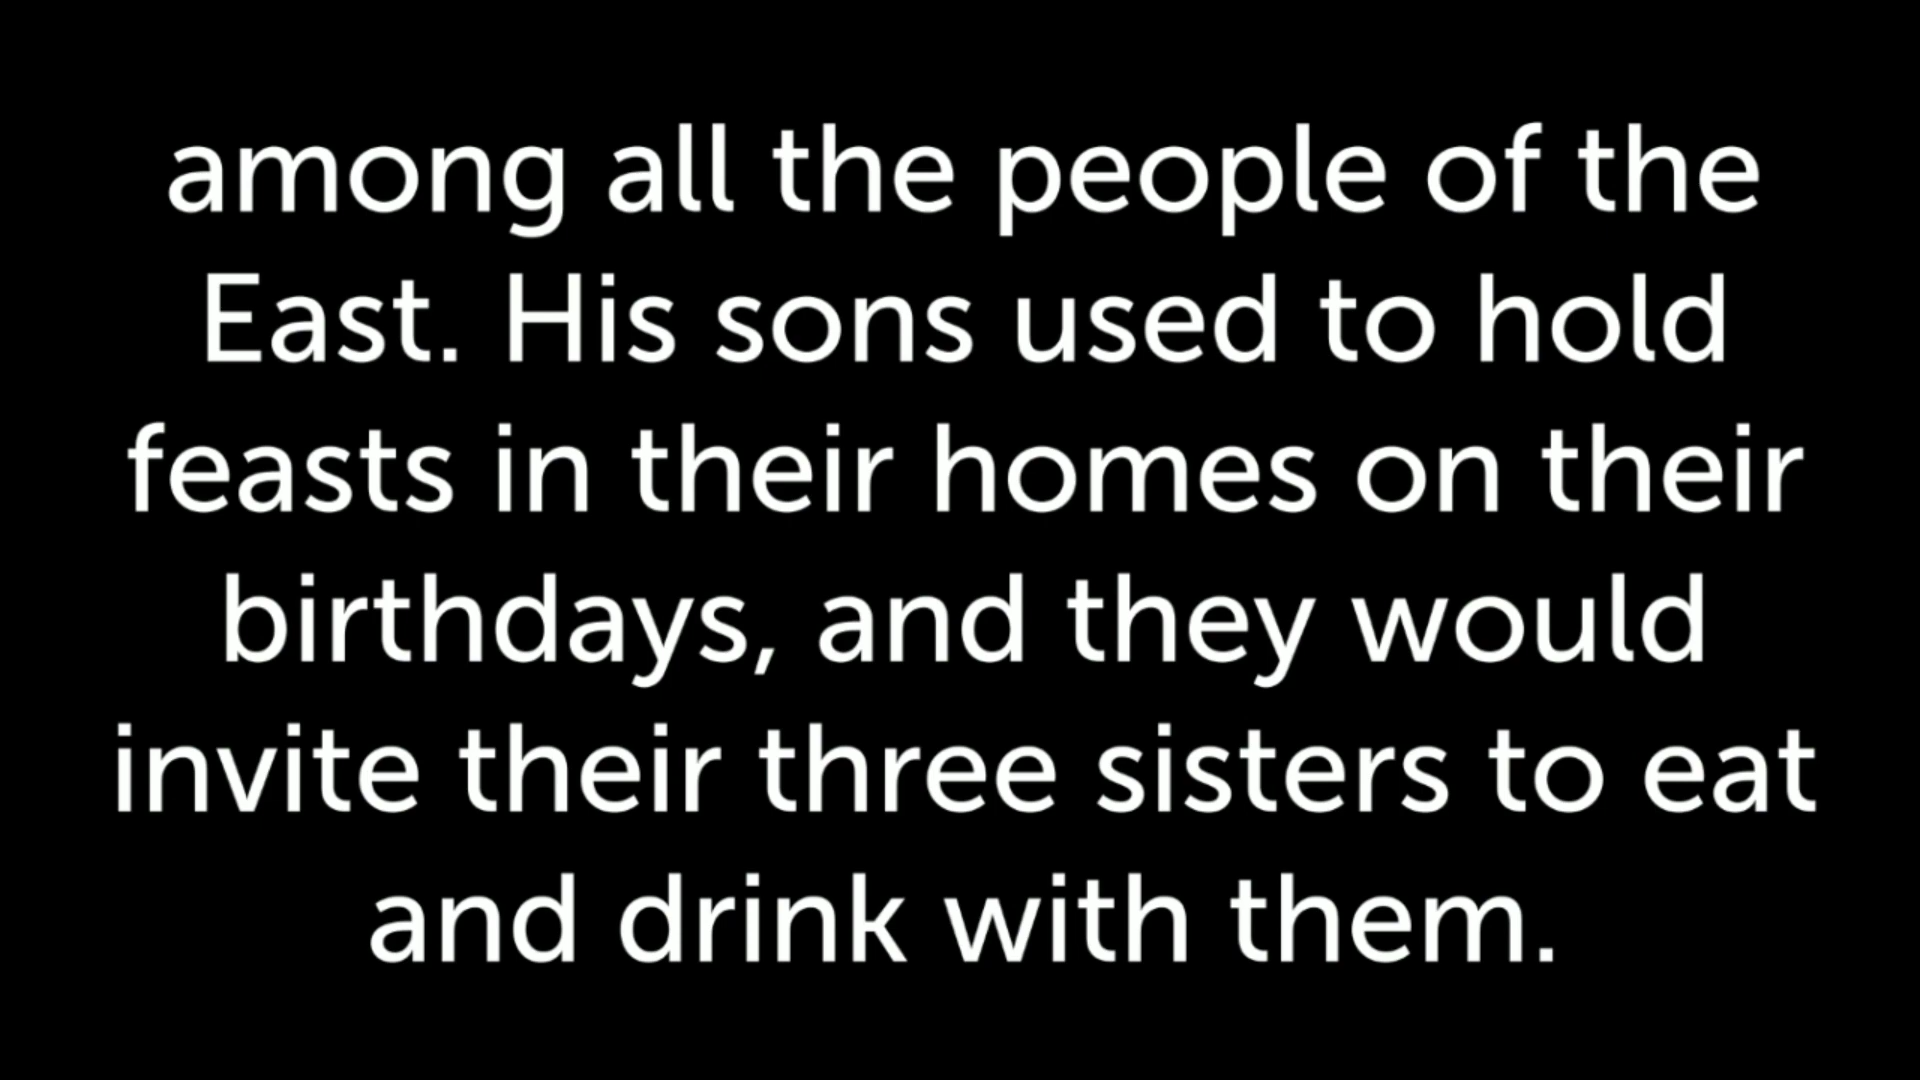 among all the people of the
East. His sons used to hold
feasts in their homes on their
birthdays, and they would
invite their three sisters to eat
and drink with them.